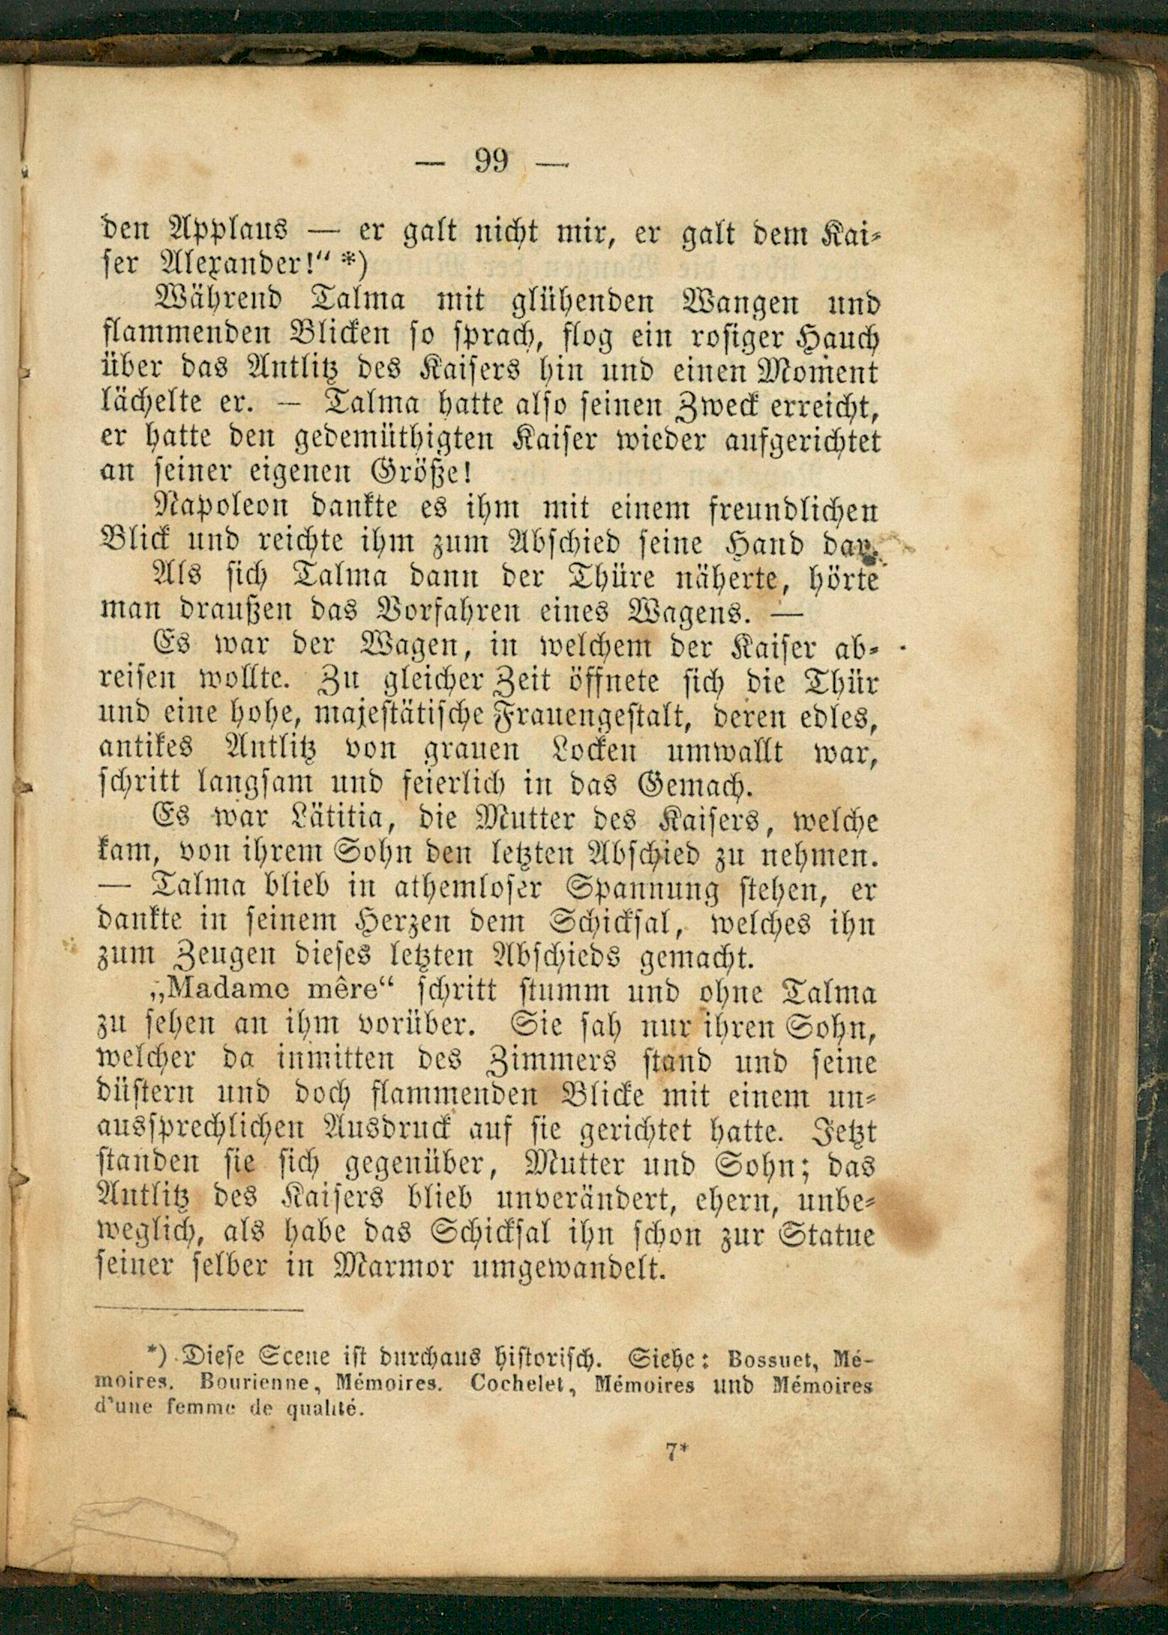 — 99 —
den Applaus — er galt nicht mir, er galt dem Kai-
ser Alexander!“ *)
Während Talma mit glühenden Wangen und
flammenden Blicken so sprach, flog ein rosiger Hauch
über das Antlitz des Kaisers hin und einen Moment
lächelte er. — Talma hatte also seinen Zweck erreicht,
er hatte den gedemüthigten Kaiser wieder aufgerichtet
an seiner eigenen Größe!
Napoleon dankte es ihm mit einem freundlichen
Blick und reichte ihm zum Abschied seine Hand dar.
Als sich Talma dann der Thüre näherte, hörte
man draußen das Vorfahren eines Wagens. —
Es war der Wagen, in welchem der Kaiser ab-
reisen wollte. Zu gleicher Zeit öffnete sich die Thür
und eine hohe, majestätische Frauengestalt, deren edles,
antikes Antlitz von grauen Locken umwallt war,
schritt langsam und feierlich in das Gemach.
Es war Lätitia, die Mutter des Kaisers, welche
kam, von ihrem Sohn den letzten Abschied zu nehmen.
— Talma blieb in athemloser Spannung stehen, er
dankte in seinem Herzen dem Schicksal, welches ihn
zum Zeugen dieses letzten Abschieds gemacht.
„Madame mêre“ schritt stumm und ohne Talma
zu sehen an ihm vorüber. Sie sah nur ihren Sohn,
welcher da inmitten des Zimmers stand und seine
düstern und doch flammenden Blicke mit einem un-
aussprechlichen Ausdruck auf sie gerichtet hatte. Jetzt
standen sie sich gegenüber, Mutter und Sohn; das
Antlitz des Kaisers blieb unverändert, ehern, unbe-
weglich, als habe das Schicksal ihn schon zur Statue
seiner selber in Marmor umgewandelt.
*) Diese Scene ist durchaus historisch. Siehe: Bossuet, Mé-
moires. Bourienne, Mémoires. Cochelet, Mémoires und Mémoires
d'une femme de qualité.
7*